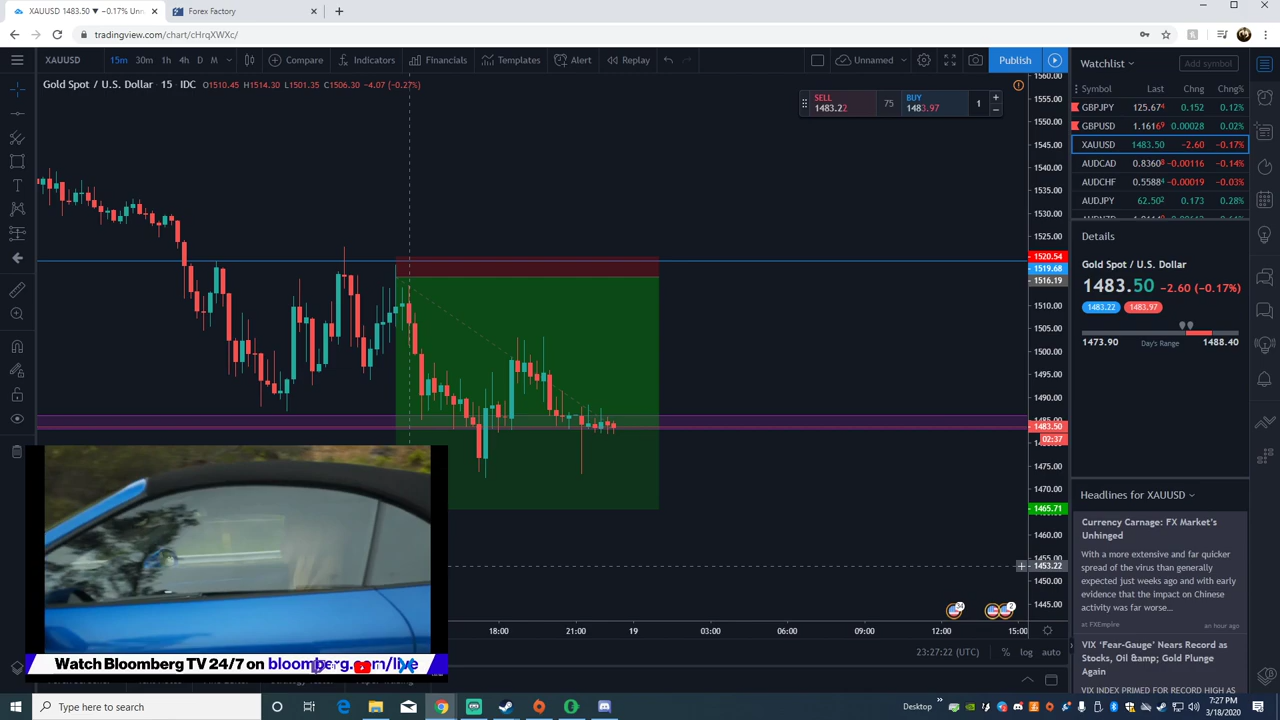 XAUUSD 1483.50 ▼ −0.17% Unn
Forex Factory
tradingview.com/chart/cHrqXWXc/
XAUUSD 15m 30m 1h 4h D M Compare Indicators Financials Templates Alert Replay Unnamed Publish
Gold Spot / U.S. Dollar · 15 · IDC O1510.45 H1514.30 L1501.35 C1506.30 −4.07 (−0.27%)
SELL
1483.22
75
BUY
1483.97
1
1560.00
1555.00
1550.00
1545.00
1540.00
1535.00
1530.00
1525.00
1520.54
1519.68
1516.19
1510.00
1505.00
1500.00
1495.00
1490.00
1483.50
02:37
1475.00
1470.00
1465.71
1460.00
1455.00
1453.22
1450.00
1445.00
18:00 21:00 19 03:00 06:00 09:00 12:00 15:00
23:27:22 (UTC) % log auto
Watchlist Add symbol
Symbol Last Chng Chng%
GBPJPY 125.674 0.152 0.12%
GBPUSD 1.16169 0.00028 0.02%
XAUUSD 1483.50 −2.60 −0.17%
AUDCAD 0.83608 −0.00116 −0.14%
AUDCHF 0.55884 −0.00019 −0.03%
AUDJPY 62.502 0.173 0.28%
Details
Gold Spot / U.S. Dollar
1483.50 −2.60 (−0.17%)
1483.22 1483.97
1473.90 Day's Range 1488.40
Headlines for XAUUSD
Currency Carnage: FX Market's
Unhinged
With a more extensive and far quicker
spread of the virus than generally
expected just weeks ago and with early
evidence that the impact on Chinese
activity was far worse...
at FXEmpire an hour ago
VIX 'Fear-Gauge' Nears Record as
Stocks, Oil &amp; Gold Plunge
Again
VIX INDEX PRIMED FOR RECORD HIGH AS
Watch Bloomberg TV 24/7 on bloomberg.com/live
Type here to search
Desktop
7:27 PM
3/18/2020